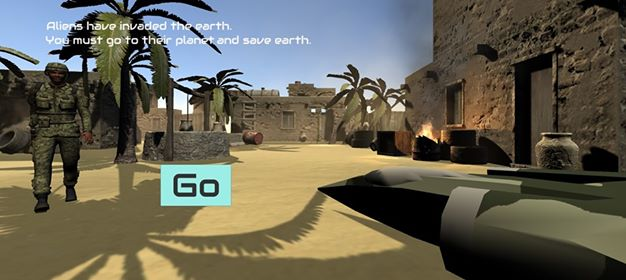 Aliens have invaded the earth.
You must go to their planet and save earth.
Go